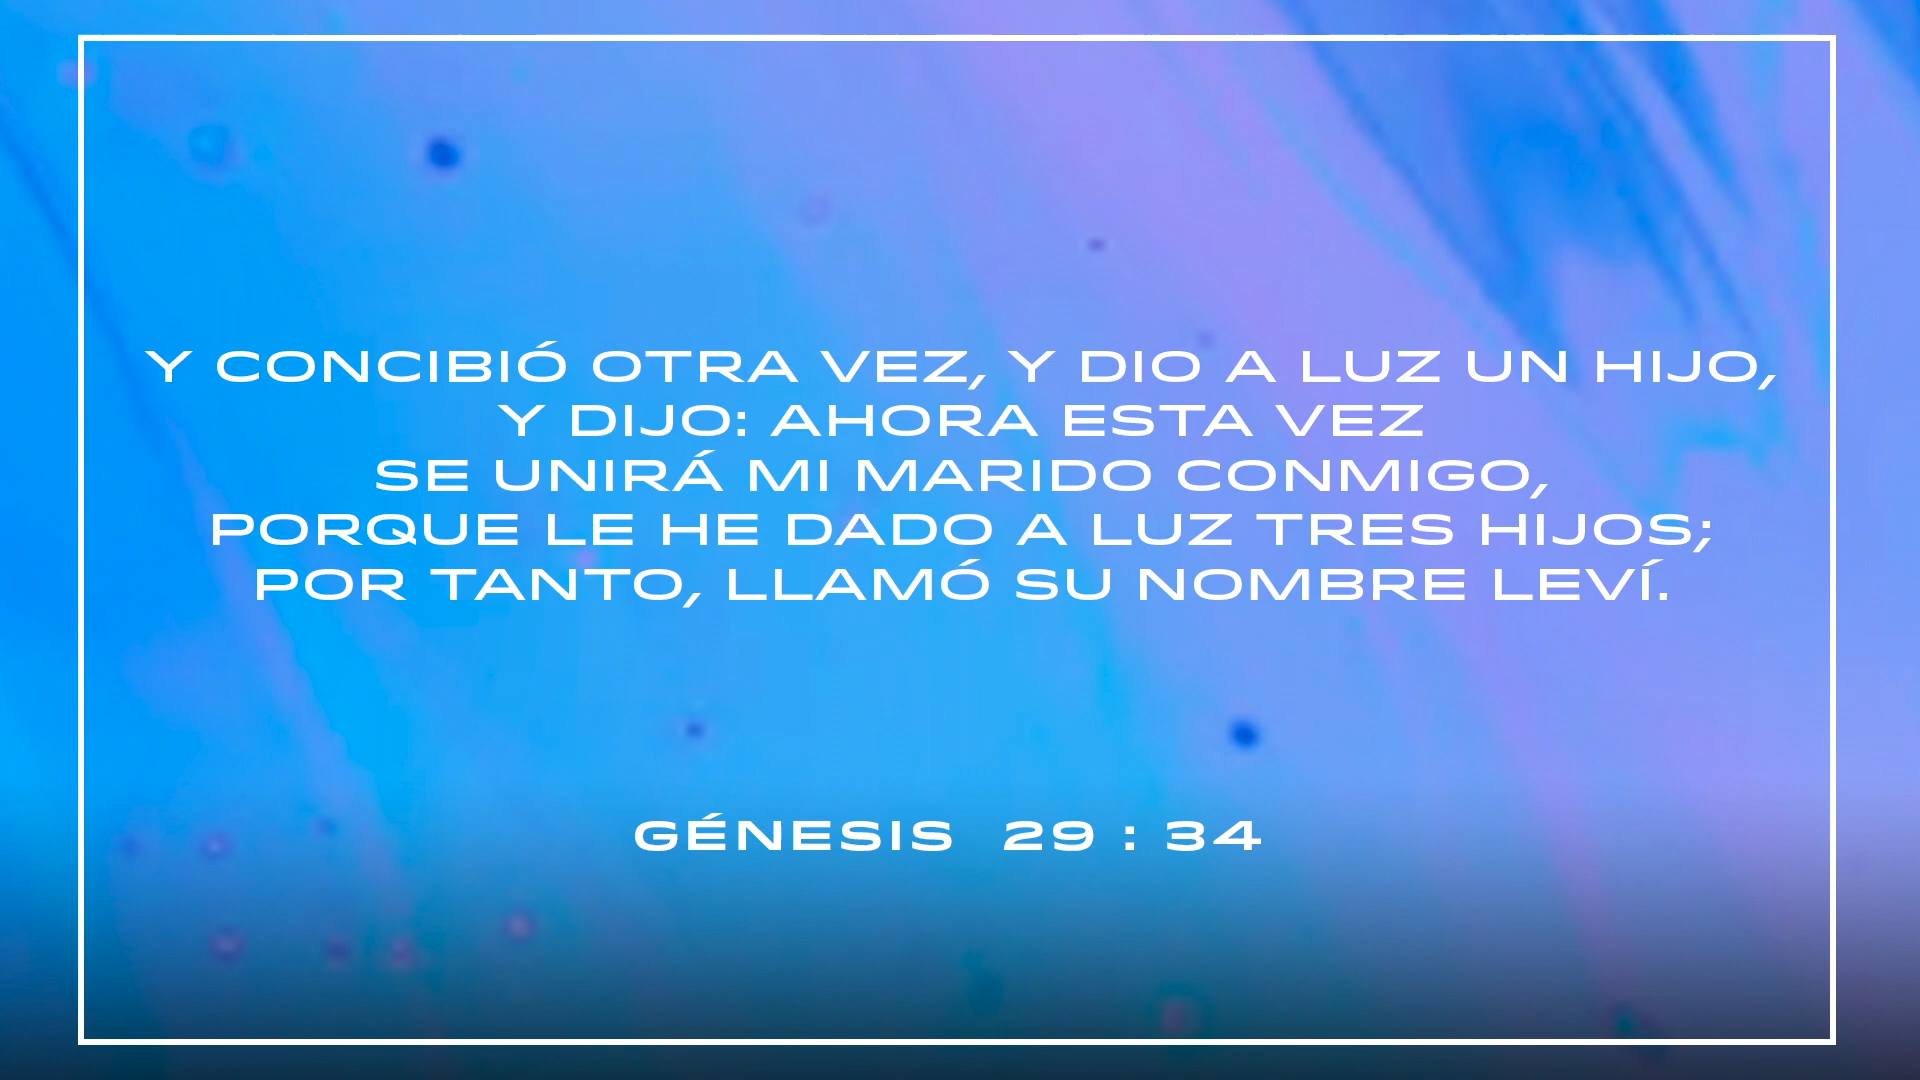 Y CONCIBIÓ OTRA VEZ, Y DIO A LUZ UN HIJO,
Y DIJO: AHORA ESTA VEZ
SE UNIRÁ MI MARIDO CONMIGO,
PORQUE LE HE DADO A LUZ TRES HIJOS;
POR TANTO, LLAMÓ SU NOMBRE LEVÍ.
GÉNESIS 29 : 34